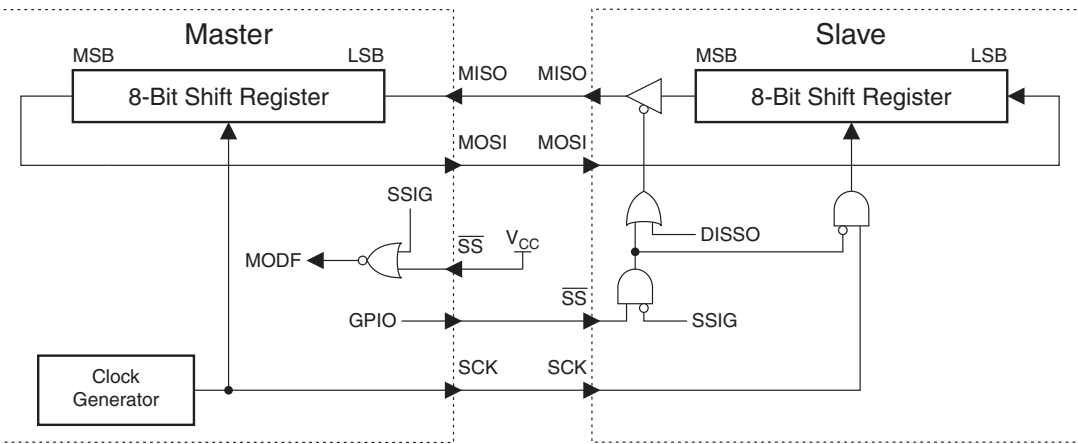 Master
Slave
MSB
LSB
MISO
MISO
MSB
LSB
8-Bit Shift Register
8-Bit Shift Register
MOSI
MOSI
SSIG
SS
VCC
DISSO
MODF
SS
GPIO
SSIG
SCK
SCK
Clock
Generator